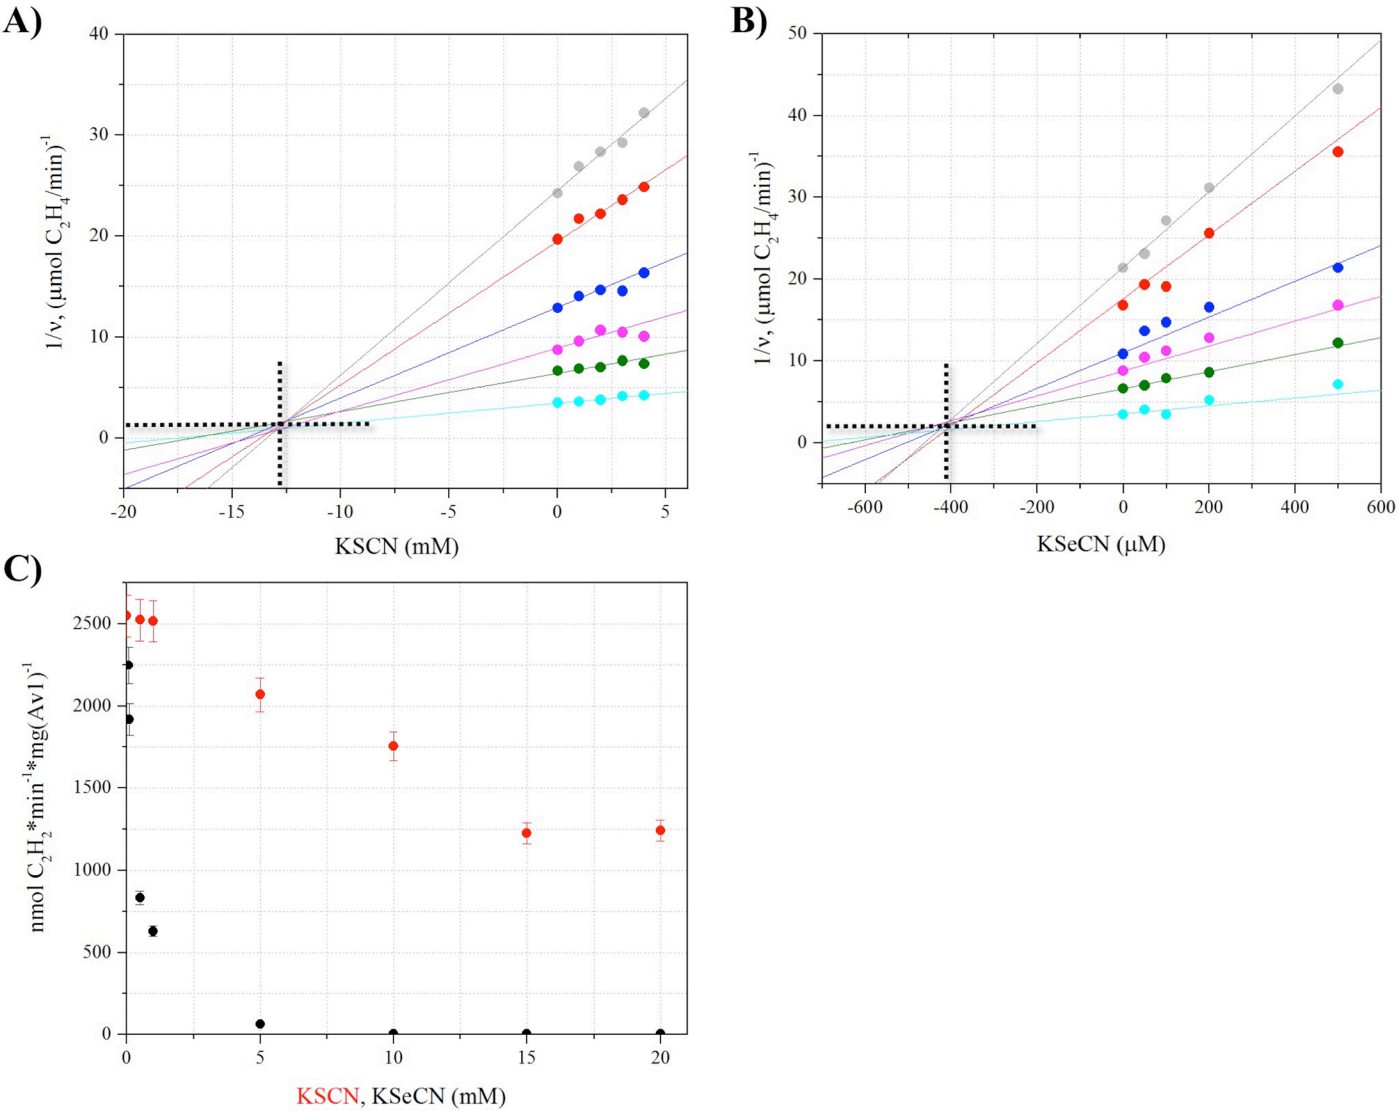 A)
40
30
20
10
0
1/ν, (μmol C₂H₄/min)⁻¹
-20 -15 -10 -5 0 5
KSCN (mM)
B)
50
40
30
20
10
0
1/ν, (μmol C₂H₄/min)⁻¹
-600 -400 -200 0 200 400 600
KSeCN (μM)
C)
2500
2000
1500
1000
500
0
nmol C₂H₂*min⁻¹*mg(Av1)⁻¹
0 5 10 15 20
KSCN, KSeCN (mM)